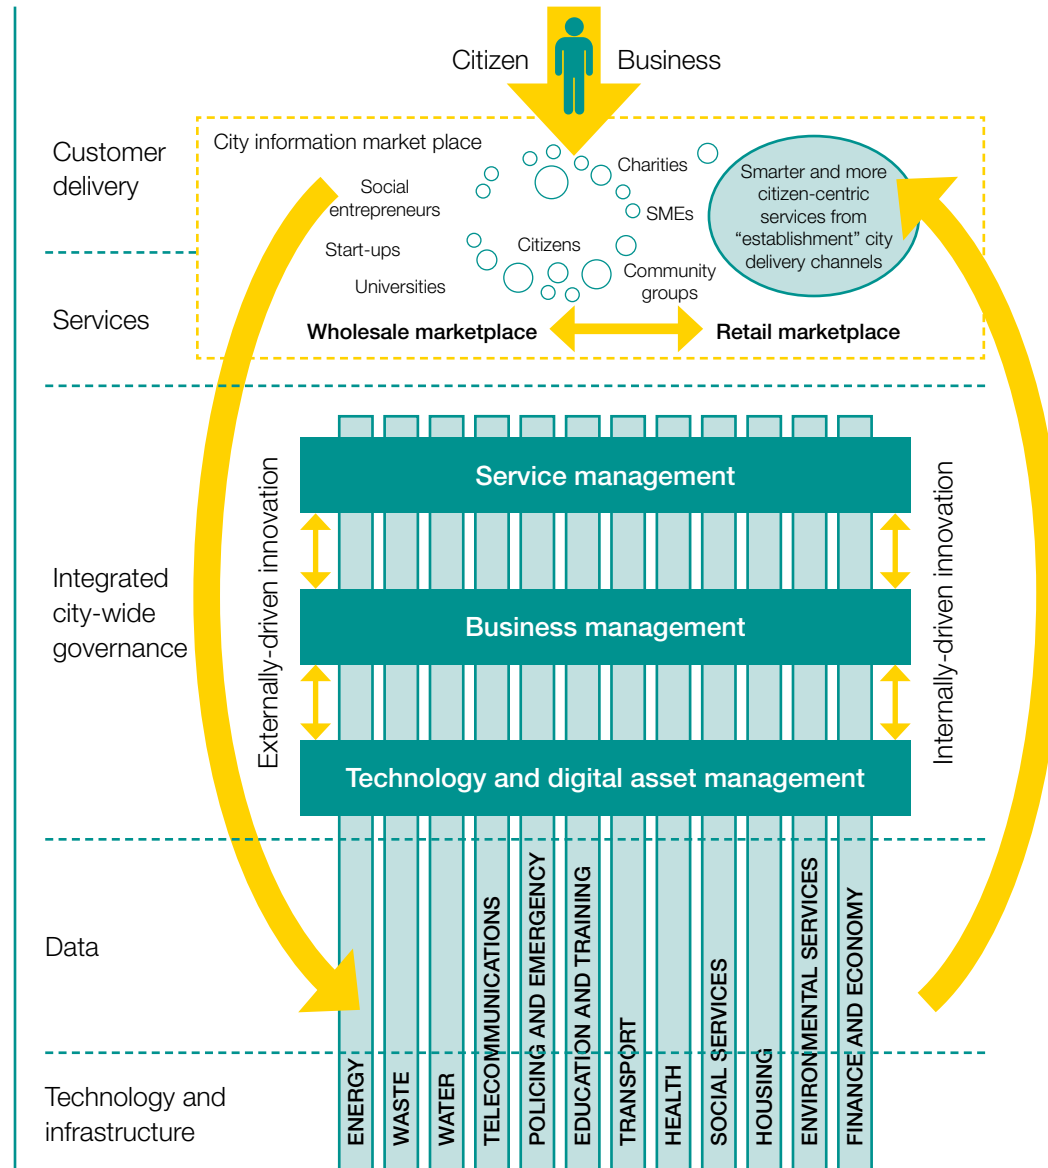 Citizen
Business
Customer
delivery
City information market place
Social
entrepreneurs
Start-ups
Universities
Citizens
Charities
SMEs
Community
groups
Smarter and more
citizen-centric
services from
“establishment” city
delivery channels
Services
Wholesale marketplace
Retail marketplace
Integrated
city-wide
governance
Externally-driven innovation
Service management
Business management
Technology and digital asset management
Internally-driven innovation
Data
Technology and
infrastructure
ENERGY
WASTE
WATER
TELECOMMUNICATIONS
POLICING AND EMERGENCY
EDUCATION AND TRAINING
TRANSPORT
HEALTH
SOCIAL SERVICES
HOUSING
ENVIRONMENTAL SERVICES
FINANCE AND ECONOMY